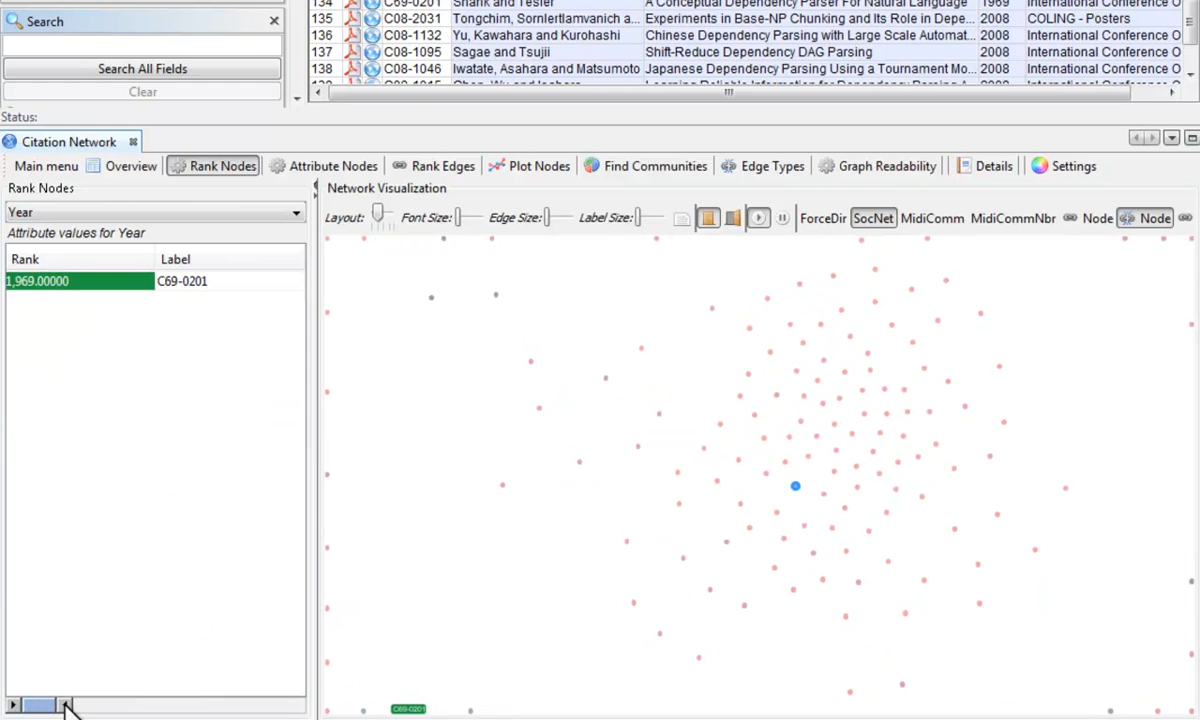 Search
Search All Fields
Clear
134 C69-0201 Shank and Tesler A Conceptual Dependency Parser For Natural Language 1969 International Conference O
135 C08-2031 Tongchim, Sornlertlamvanich a... Experiments in Base-NP Chunking and Its Role in Depe... 2008 COLING - Posters
136 C08-1132 Yu, Kawahara and Kurohashi Chinese Dependency Parsing with Large Scale Automat... 2008 International Conference O
137 C08-1095 Sagae and Tsujii Shift-Reduce Dependency DAG Parsing 2008 International Conference O
138 C08-1046 Iwatate, Asahara and Matsumoto Japanese Dependency Parsing Using a Tournament Mo... 2008 International Conference O
Status:
Citation Network
Main menu Overview Rank Nodes Attribute Nodes Rank Edges Plot Nodes Find Communities Edge Types Graph Readability Details Settings
Rank Nodes
Year
Attribute values for Year
Rank Label
1,969.00000 C69-0201
Network Visualization
Layout: Font Size: Edge Size: Label Size: ForceDir SocNet MidiComm MidiCommNbr Node Node
C69-0201